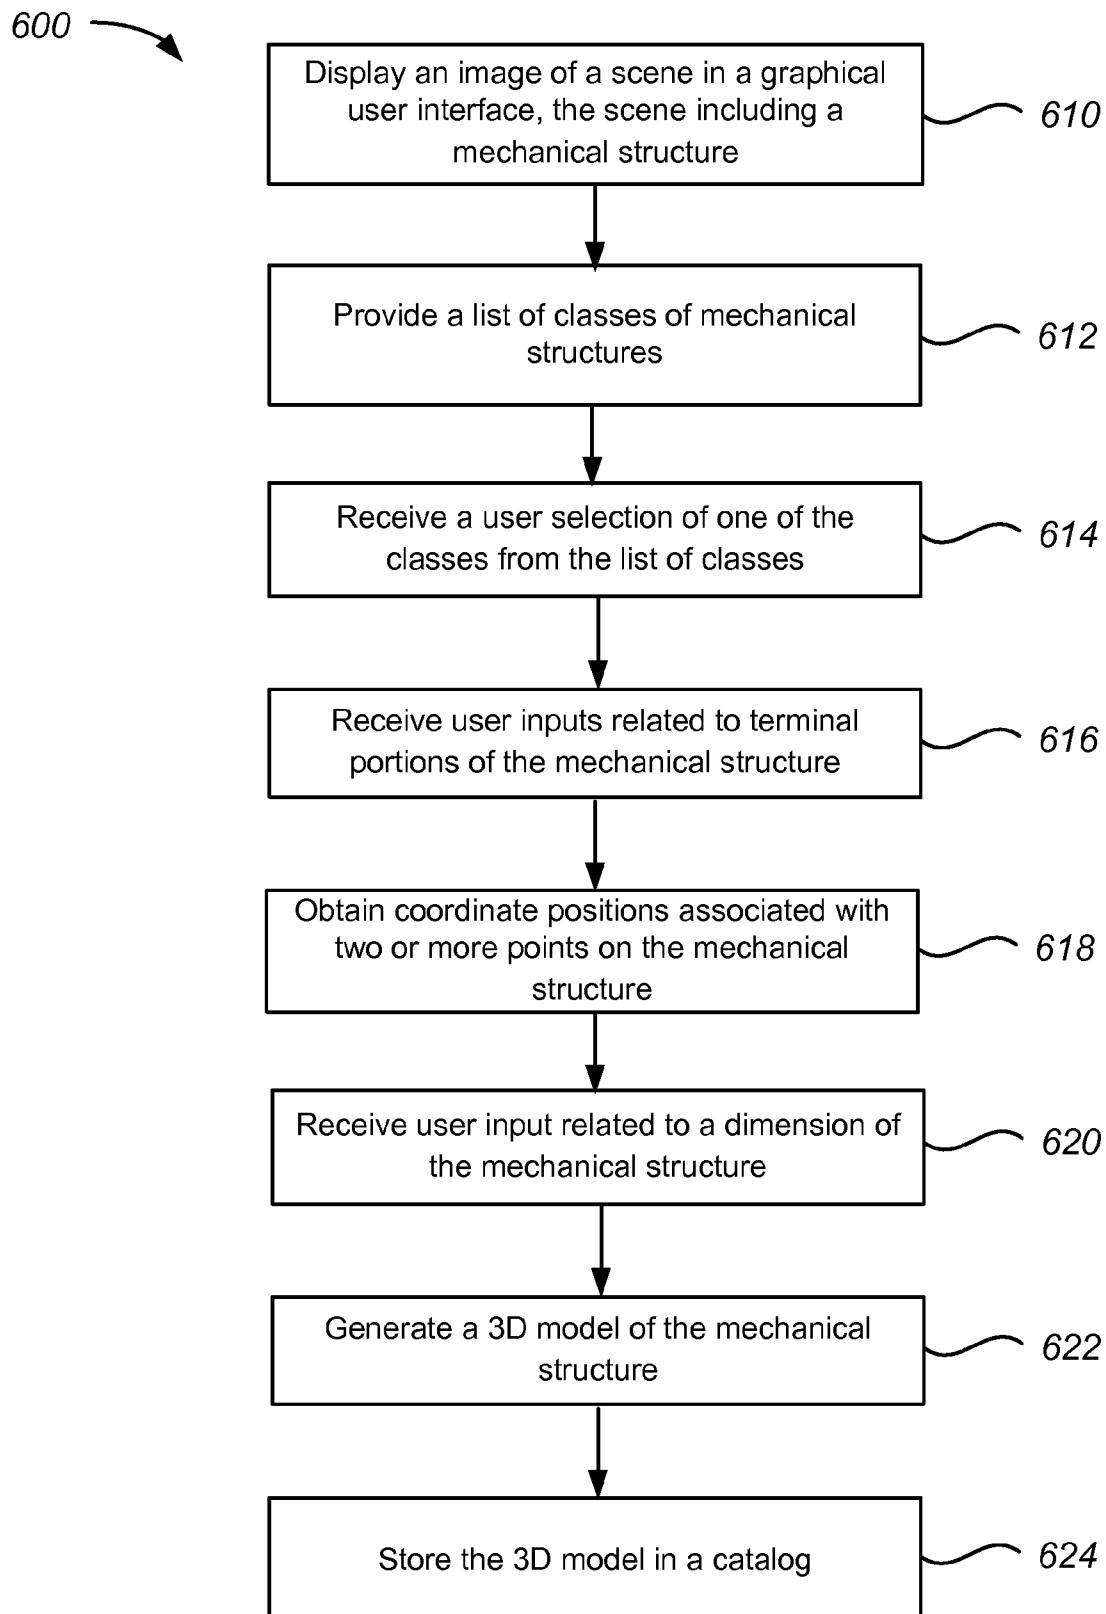 600
Display an image of a scene in a graphical
user interface, the scene including a
mechanical structure
610
Provide a list of classes of mechanical
structures
612
Receive a user selection of one of the
classes from the list of classes
614
Receive user inputs related to terminal
portions of the mechanical structure
616
Obtain coordinate positions associated with
two or more points on the mechanical
structure
618
Receive user input related to a dimension of
the mechanical structure
620
Generate a 3D model of the mechanical
structure
622
Store the 3D model in a catalog
624